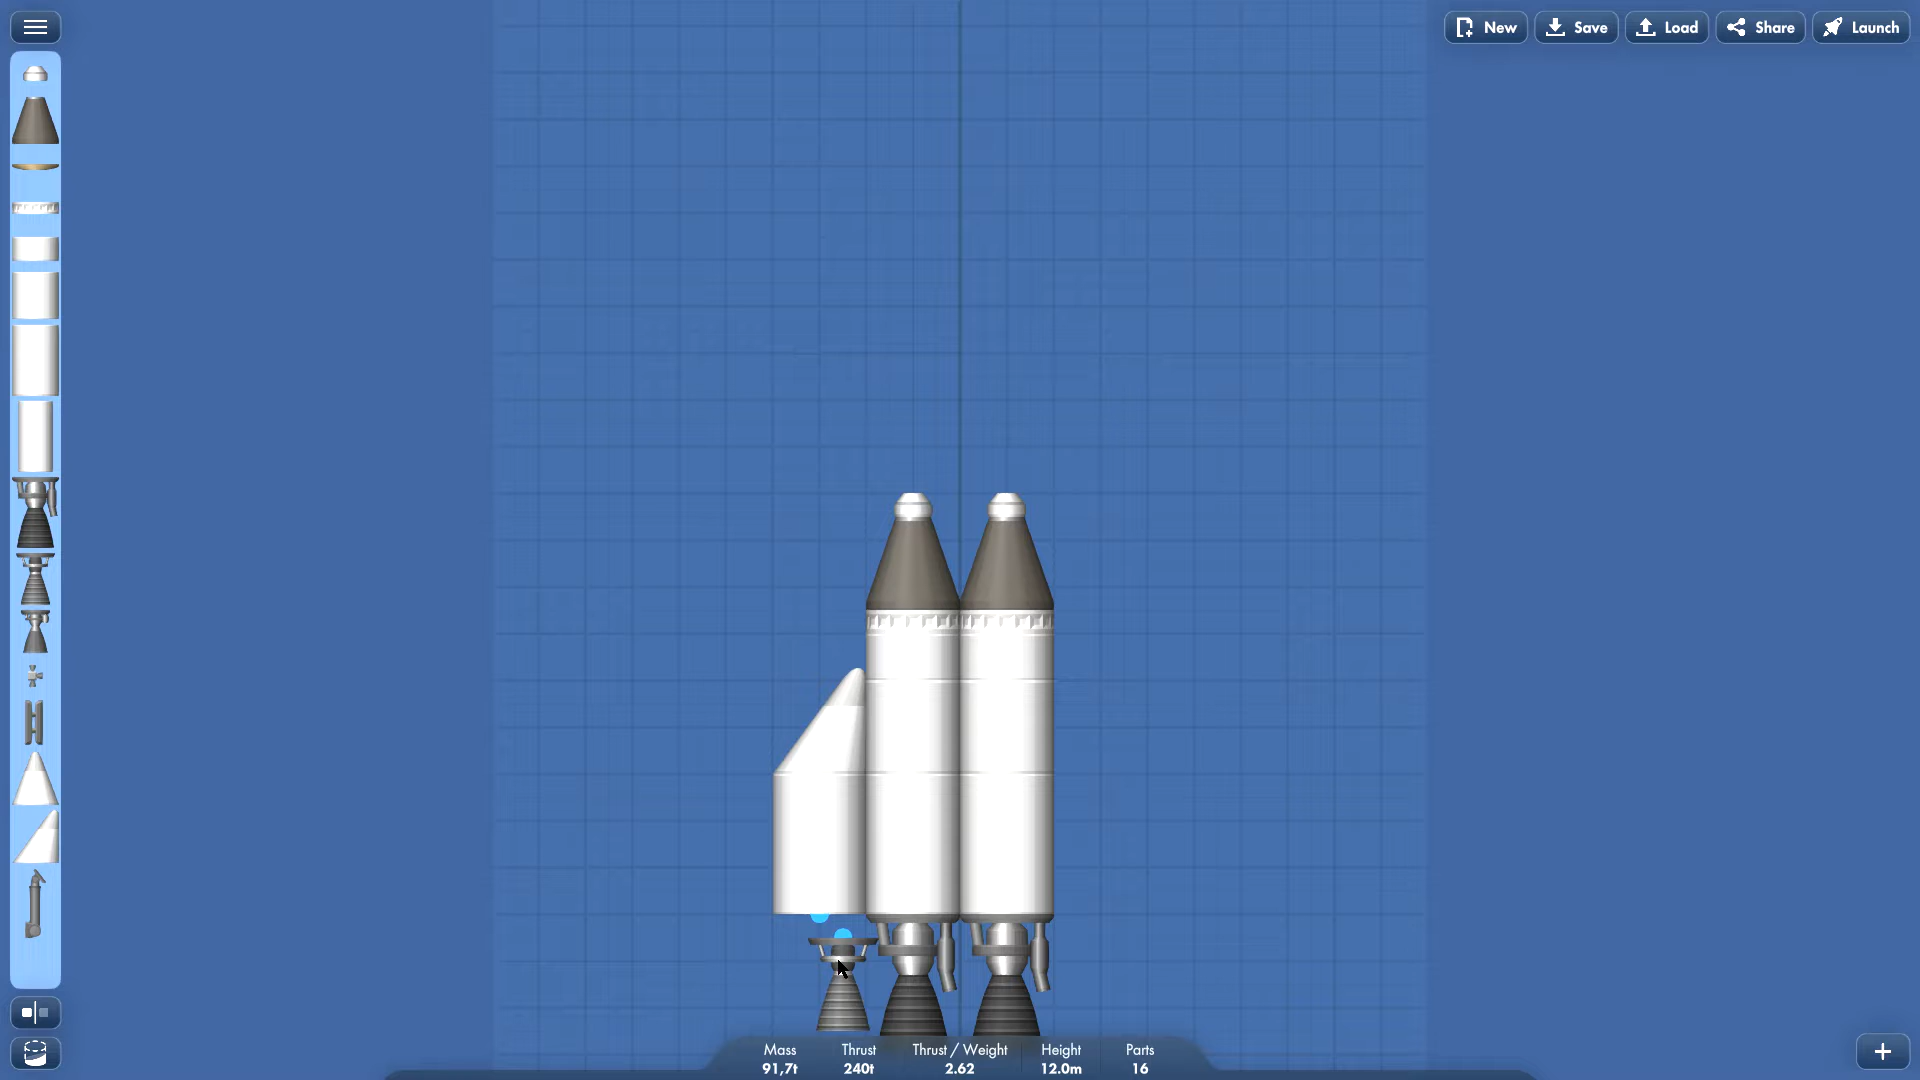 New
Save
Load
Share
Launch
Mass
Thrust
Thrust / Weight
Height
Parts
91,7t
240t
2.62
12.0m
16